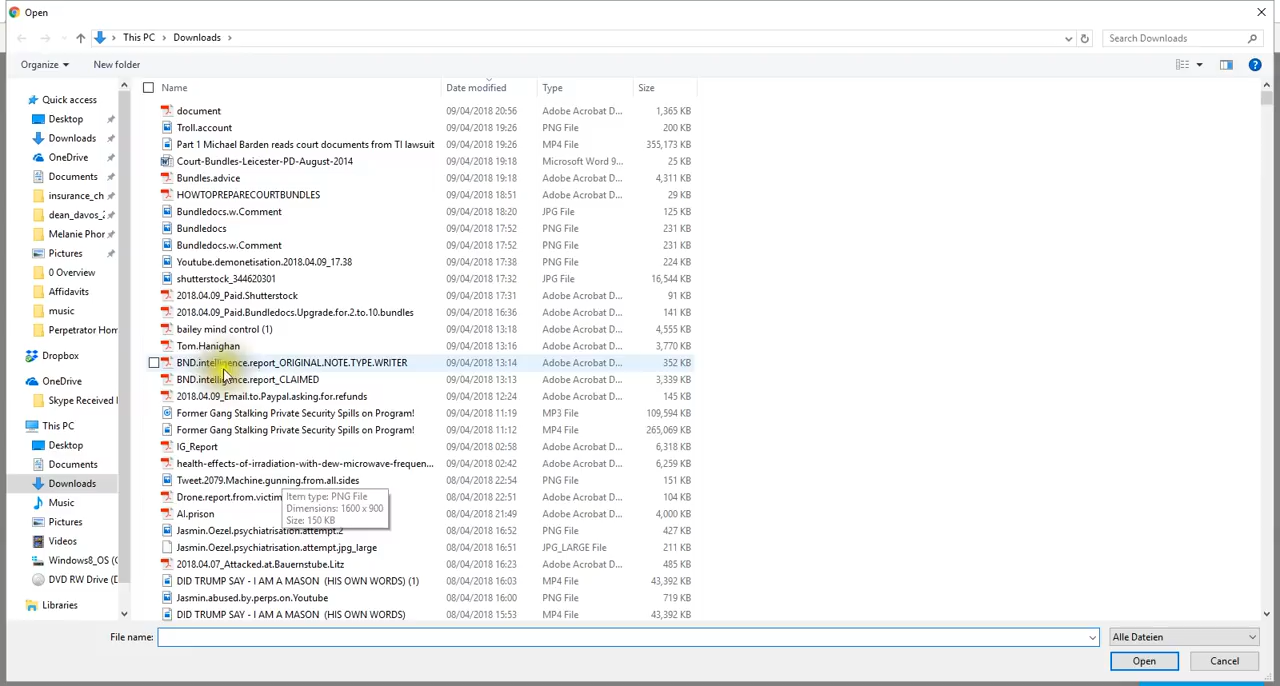 Open
This PC > Downloads >
Search Downloads
Organize
New folder
Name Date modified Type Size
document 09/04/2018 20:56 Adobe Acrobat D... 1,365 KB
Troll.account 09/04/2018 19:26 PNG File 200 KB
Part 1 Michael Barden reads court documents from TI lawsuit 09/04/2018 19:26 MP4 File 355,173 KB
Court-Bundles-Leicester-PD-August-2014 09/04/2018 19:18 Microsoft Word 9... 25 KB
Bundles.advice 09/04/2018 19:18 Adobe Acrobat D... 4,311 KB
HOWTOPREPARECOURTBUNDLES 09/04/2018 18:51 Adobe Acrobat D... 29 KB
Bundledocs.w.Comment 09/04/2018 18:20 JPG File 125 KB
Bundledocs 09/04/2018 17:52 PNG File 231 KB
Bundledocs.w.Comment 09/04/2018 17:52 PNG File 231 KB
Youtube.demonetisation.2018.04.09_17.38 09/04/2018 17:38 PNG File 224 KB
shutterstock_344620301 09/04/2018 17:32 JPG File 16,544 KB
2018.04.09_Paid.Shutterstock 09/04/2018 17:31 Adobe Acrobat D... 91 KB
2018.04.09_Paid.Bundledocs.Upgrade.for.2.to.10.bundles 09/04/2018 16:36 Adobe Acrobat D... 141 KB
bailey mind control (1) 09/04/2018 13:18 Adobe Acrobat D... 4,555 KB
Tom.Hanighan 09/04/2018 13:16 Adobe Acrobat D... 3,770 KB
BND.intelligence.report_ORIGINAL.NOTE.TYPE.WRITER 09/04/2018 13:14 Adobe Acrobat D... 352 KB
BND.intelligence.report_CLAIMED 09/04/2018 13:13 Adobe Acrobat D... 3,339 KB
2018.04.09_Email.to.Paypal.asking.for.refunds 09/04/2018 12:24 Adobe Acrobat D... 145 KB
Former Gang Stalking Private Security Spills on Program! 09/04/2018 11:19 MP3 File 109,594 KB
Former Gang Stalking Private Security Spills on Program! 09/04/2018 11:12 MP4 File 265,069 KB
IG_Report 09/04/2018 02:58 Adobe Acrobat D... 6,318 KB
health-effects-of-irradiation-with-dew-microwave-frequen... 09/04/2018 02:42 Adobe Acrobat D... 6,259 KB
Tweet.2079.Machine.gunning.from.all.sides 08/04/2018 22:54 PNG File 151 KB
Drone.report.from.victim 08/04/2018 22:51 Adobe Acrobat D... 104 KB
AI.prison 08/04/2018 21:49 Adobe Acrobat D... 4,000 KB
Jasmin.Oezel.psychiatrisation.attempt.2 08/04/2018 16:52 PNG File 427 KB
Jasmin.Oezel.psychiatrisation.attempt.jpg_large 08/04/2018 16:51 JPG_LARGE File 211 KB
2018.04.07_Attacked.at.Bauernstube.Litz 08/04/2018 16:23 Adobe Acrobat D... 485 KB
DID TRUMP SAY - I AM A MASON (HIS OWN WORDS) (1) 08/04/2018 16:03 MP4 File 43,392 KB
Jasmin.abused.by.perps.on.Youtube 08/04/2018 16:00 PNG File 719 KB
DID TRUMP SAY - I AM A MASON (HIS OWN WORDS) 08/04/2018 15:53 MP4 File 43,392 KB
Item type: PNG File
Dimensions: 1600 x 900
Size: 150 KB
Quick access
Desktop
Downloads
OneDrive
Documents
insurance_ch
dean_davos_2
Melanie Phor
Pictures
0 Overview
Affidavits
music
Perpetrator Hom
Dropbox
OneDrive
Skype Received
This PC
Desktop
Documents
Downloads
Music
Pictures
Videos
Windows8_OS (C
DVD RW Drive (D
Libraries
File name:
Alle Dateien
Open
Cancel